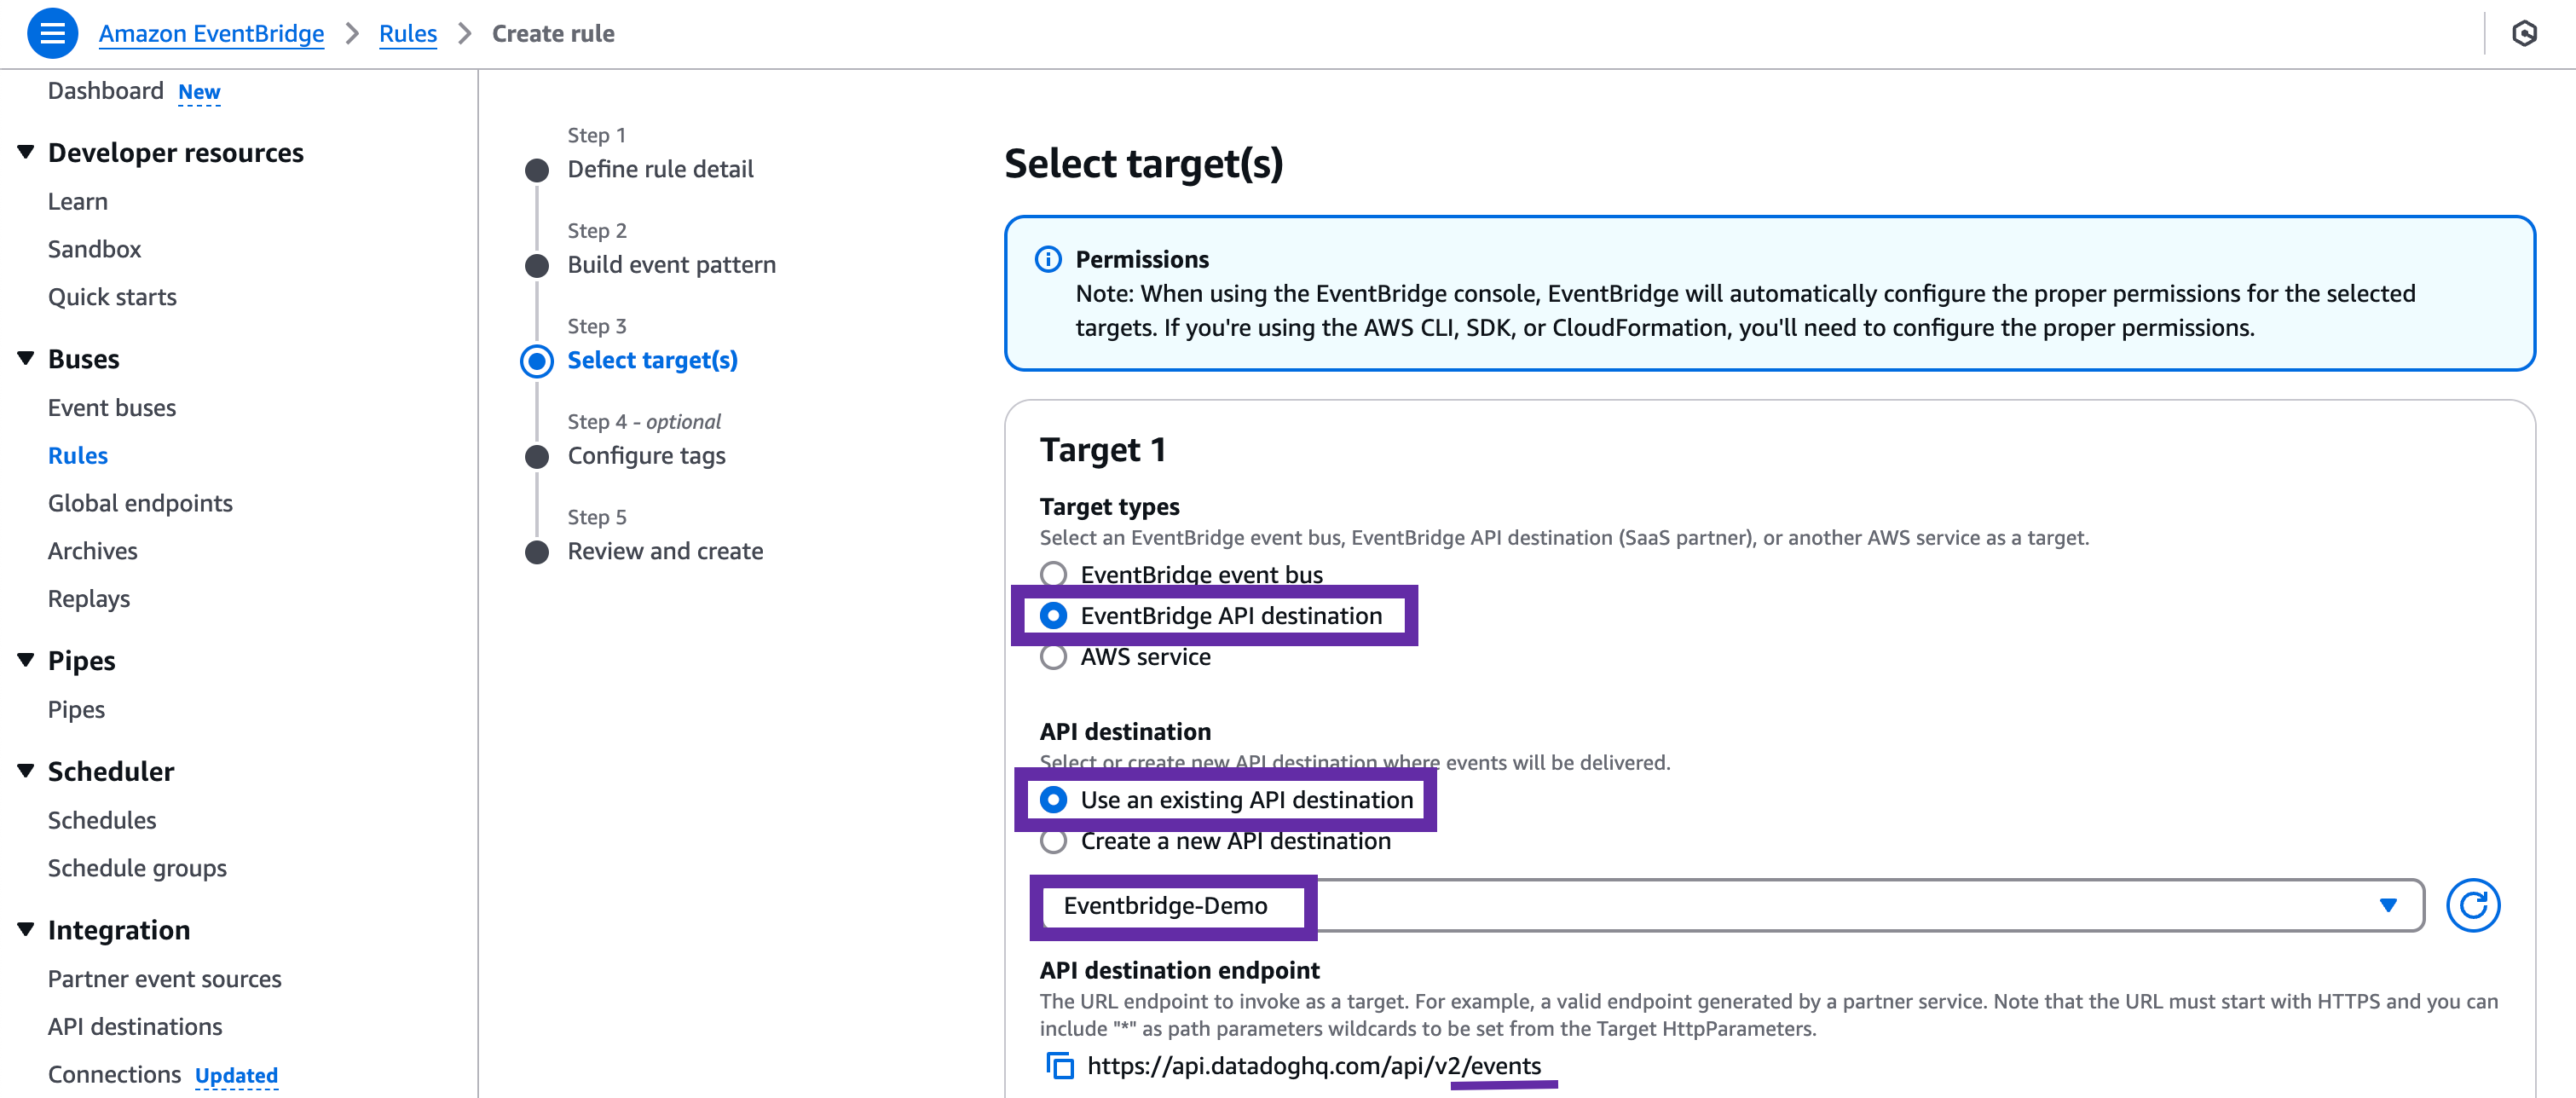 Amazon EventBridge > Rules > Create rule
Dashboard New
Developer resources
Learn
Sandbox
Quick starts
Buses
Event buses
Rules
Global endpoints
Archives
Replays
Pipes
Pipes
Scheduler
Schedules
Schedule groups
Integration
Partner event sources
API destinations
Connections Updated
Step 1
Define rule detail
Step 2
Build event pattern
Step 3
Select target(s)
Step 4 - optional
Configure tags
Step 5
Review and create
Select target(s)
Permissions
Note: When using the EventBridge console, EventBridge will automatically configure the proper permissions for the selected
targets. If you're using the AWS CLI, SDK, or CloudFormation, you'll need to configure the proper permissions.
Target 1
Target types
Select an EventBridge event bus, EventBridge API destination (SaaS partner), or another AWS service as a target.
EventBridge event bus
EventBridge API destination
AWS service
API destination
Select or create new API destination where events will be delivered.
Use an existing API destination
Create a new API destination
Eventbridge-Demo
API destination endpoint
The URL endpoint to invoke as a target. For example, a valid endpoint generated by a partner service. Note that the URL must start with HTTPS and you can
include "*" as path parameters wildcards to be set from the Target HttpParameters.
https://api.datadoghq.com/api/v2/events